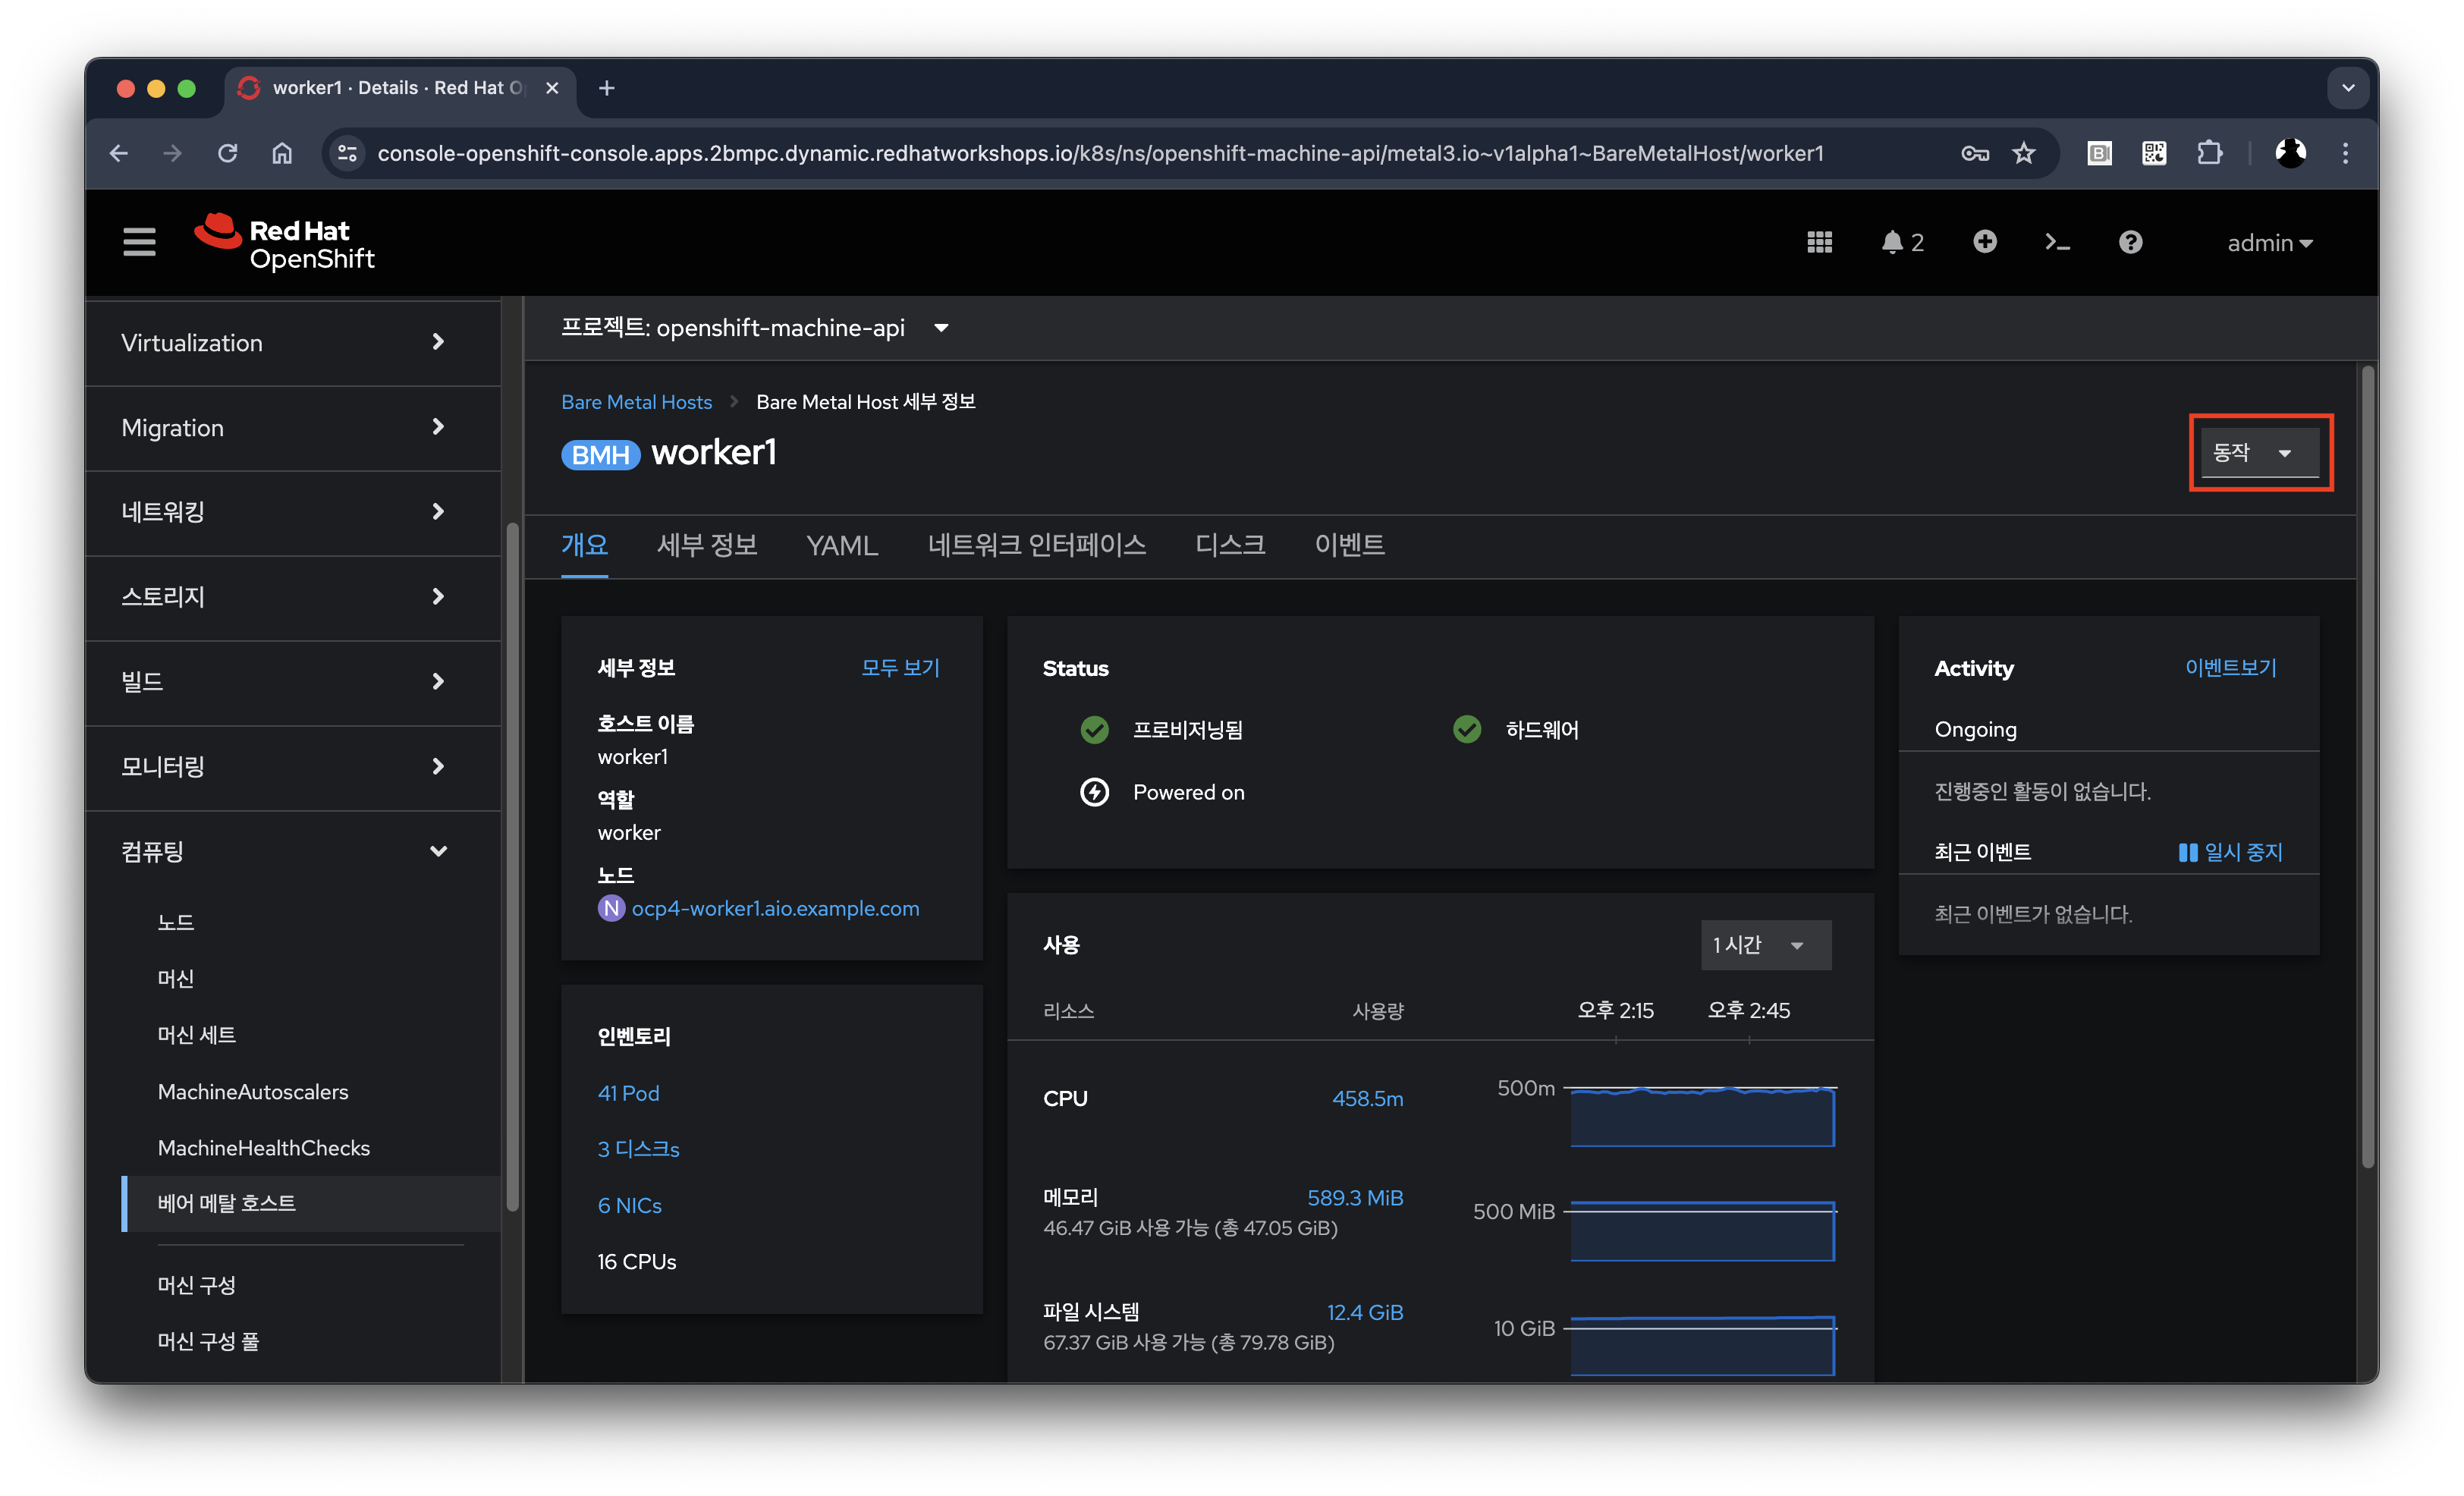 worker1 · Details · Red Hat O
console-openshift-console.apps.2bmpc.dynamic.redhatworkshops.io/k8s/ns/openshift-machine-api/metal3.io~v1alpha1~BareMetalHost/worker1
Red Hat
OpenShift
2
admin
Virtualization
Migration
네트워킹
스토리지
빌드
모니터링
컴퓨팅
노드
머신
머신 세트
MachineAutoscalers
MachineHealthChecks
베어 메탈 호스트
머신 구성
머신 구성 풀
프로젝트: openshift-machine-api
Bare Metal Hosts
Bare Metal Host 세부 정보
BMH worker1
동작
개요 세부 정보 YAML 네트워크 인터페이스 디스크 이벤트
세부 정보 모두 보기
호스트 이름
worker1
역할
worker
노드
N ocp4-worker1.aio.example.com
인벤토리
41 Pod
3 디스크s
6 NICs
16 CPUs
Status
프로비저닝됨 하드웨어
Powered on
사용 1 시간
리소스 사용량 오후 2:15 오후 2:45
CPU 458.5m 500m
메모리 589.3 MiB
46.47 GiB 사용 가능 (총 47.05 GiB)
500 MiB
파일 시스템 12.4 GiB
67.37 GiB 사용 가능 (총 79.78 GiB)
10 GiB
Activity 이벤트보기
Ongoing
진행중인 활동이 없습니다.
최근 이벤트 일시 중지
최근 이벤트가 없습니다.